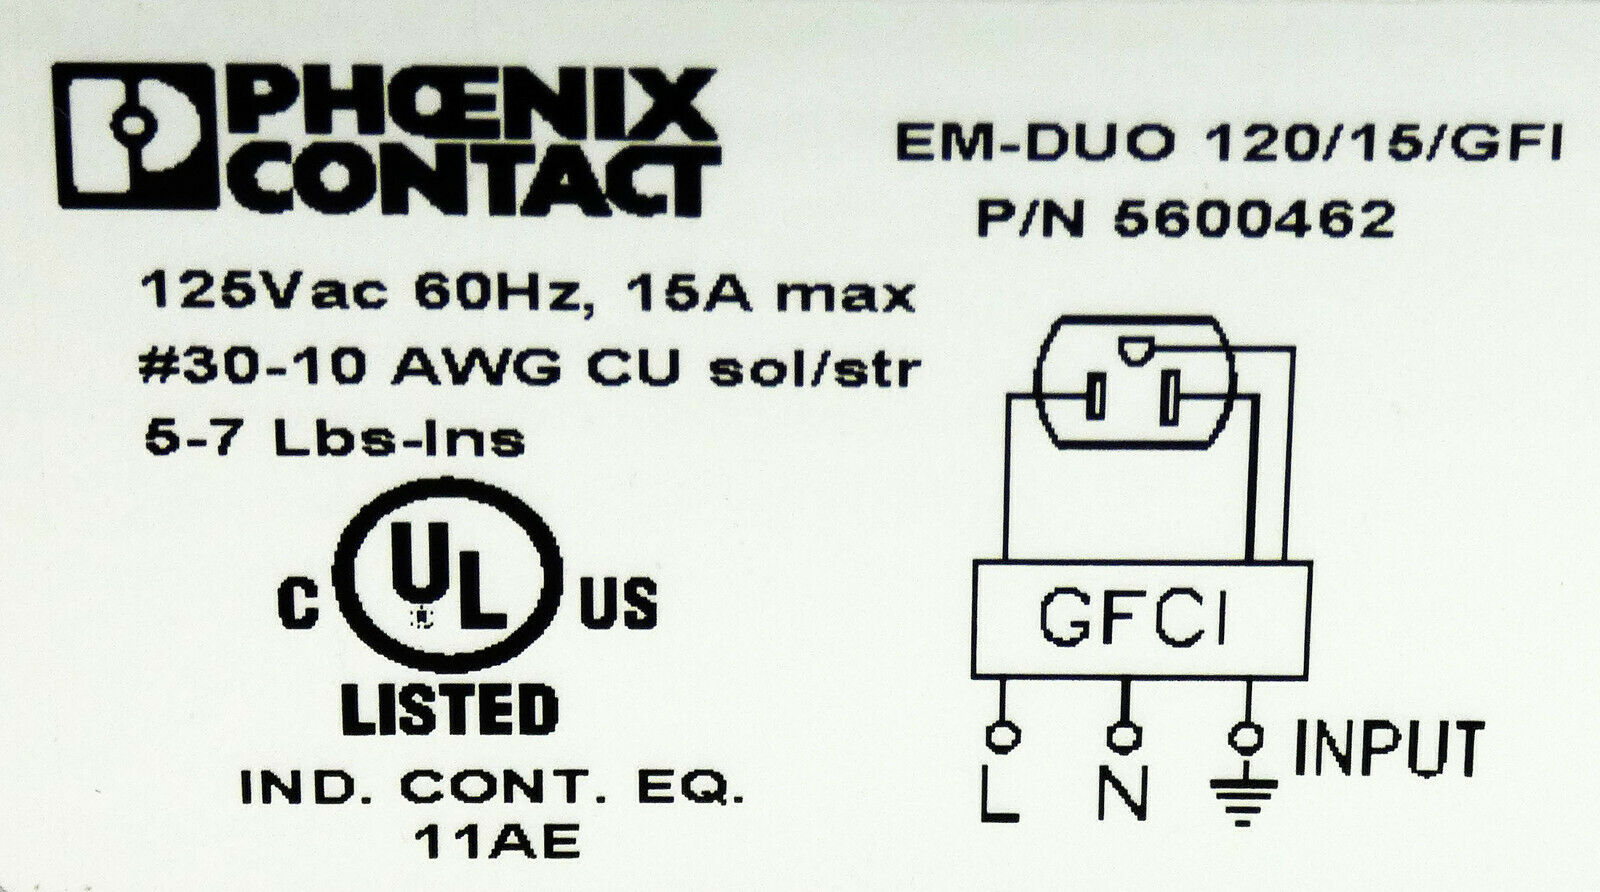 PHŒNIX
CONTACT
EM-DUO 120/15/GFI
P/N 5600462
125Vac 60Hz, 15A max
#30-10 AWG CU sol/str
5-7 Lbs-Ins
C UL US
LISTED
IND. CONT. EQ.
11AE
GFCI
L N INPUT